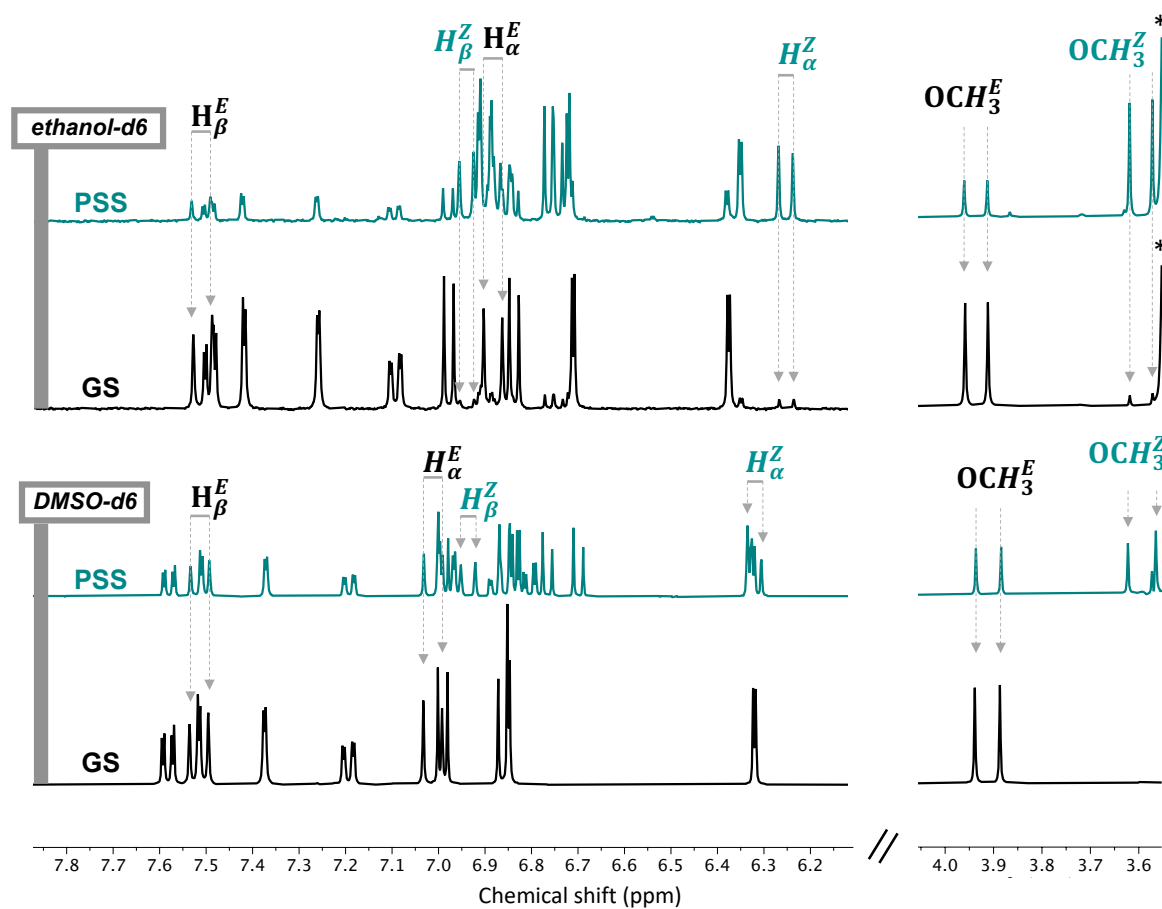 H_β^Z H_α^E H_α^Z OCH_3^Z *
H_β^E OCH_3^E
ethanol-d6
PSS
*
GS
H_α^E H_α^Z OCH_3^Z
H_β^E H_β^Z OCH_3^E
DMSO-d6
PSS
GS
7.8 7.7 7.6 7.5 7.4 7.3 7.2 7.1 7.0 6.9 6.8 6.7 6.6 6.5 6.4 6.3 6.2 // 4.0 3.9 3.8 3.7 3.6
Chemical shift (ppm)